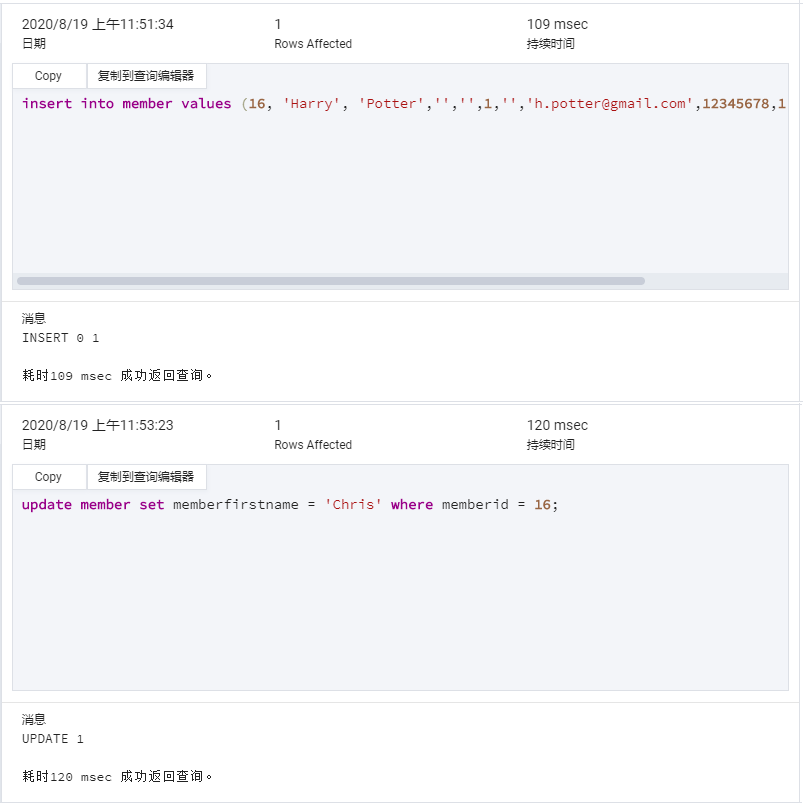 2020/8/19 上午11:51:34 1 109 msec
日期 Rows Affected 持续时间
Copy 复制到查询编辑器
insert into member values (16, 'Harry', 'Potter','','',1,'','h.potter@gmail.com',12345678,1
消息
INSERT 0 1
耗时109 msec 成功返回查询。
2020/8/19 上午11:53:23 1 120 msec
日期 Rows Affected 持续时间
Copy 复制到查询编辑器
update member set memberfirstname = 'Chris' where memberid = 16;
消息
UPDATE 1
耗时120 msec 成功返回查询。